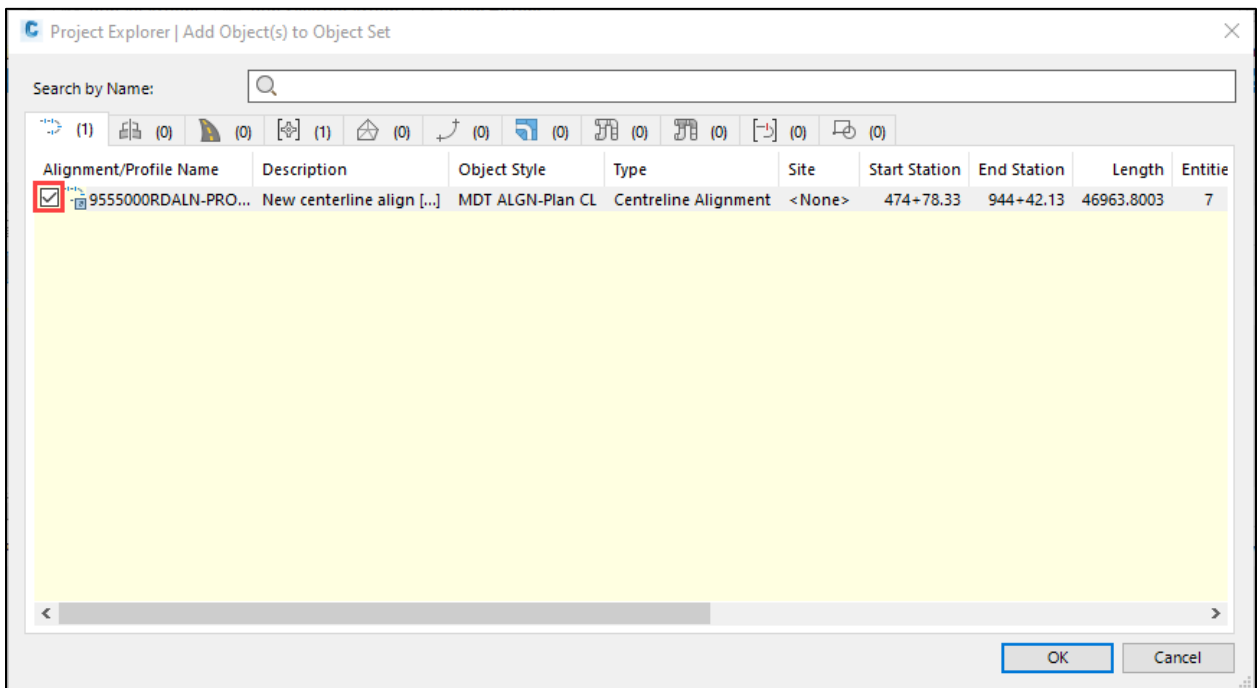 Project Explorer | Add Object(s) to Object Set
Search by Name:
(1) (0) (0) (1) (0) (0) (0) (0) (0) (0) (0)
Alignment/Profile Name Description Object Style Type Site Start Station End Station Length Entitie
9555000RDALN-PRO... New centerline align [...] MDT ALGN-Plan CL Centreline Alignment <None> 474+78.33 944+42.13 46963.8003 7
OK Cancel